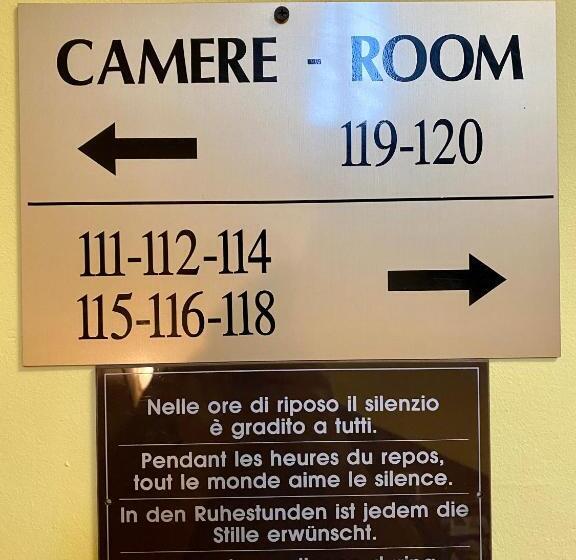 CAMERE - ROOM
119-120
111-112-114
115-116-118
Nelle ore di riposo il silenzio
è gradito a tutti.
Pendant les heures du repos,
tout le monde aime le silence.
In den Ruhestunden ist jedem die
Stille erwünscht.